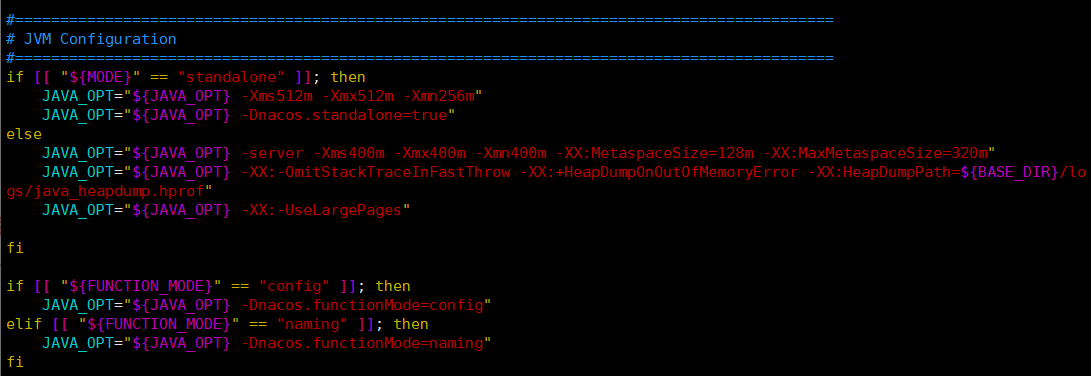 #===========================================================================================
# JVM Configuration
#===========================================================================================
if [[ "${MODE}" == "standalone" ]]; then
    JAVA_OPT="${JAVA_OPT} -Xms512m -Xmx512m -Xmn256m"
    JAVA_OPT="${JAVA_OPT} -Dnacos.standalone=true"
else
    JAVA_OPT="${JAVA_OPT} -server -Xms400m -Xmx400m -Xmn400m -XX:MetaspaceSize=128m -XX:MaxMetaspaceSize=320m"
    JAVA_OPT="${JAVA_OPT} -XX:-OmitStackTraceInFastThrow -XX:+HeapDumpOnOutOfMemoryError -XX:HeapDumpPath=${BASE_DIR}/lo
gs/java_heapdump.hprof"
    JAVA_OPT="${JAVA_OPT} -XX:-UseLargePages"
fi
if [[ "${FUNCTION_MODE}" == "config" ]]; then
    JAVA_OPT="${JAVA_OPT} -Dnacos.functionMode=config"
elif [[ "${FUNCTION_MODE}" == "naming" ]]; then
    JAVA_OPT="${JAVA_OPT} -Dnacos.functionMode=naming"
fi